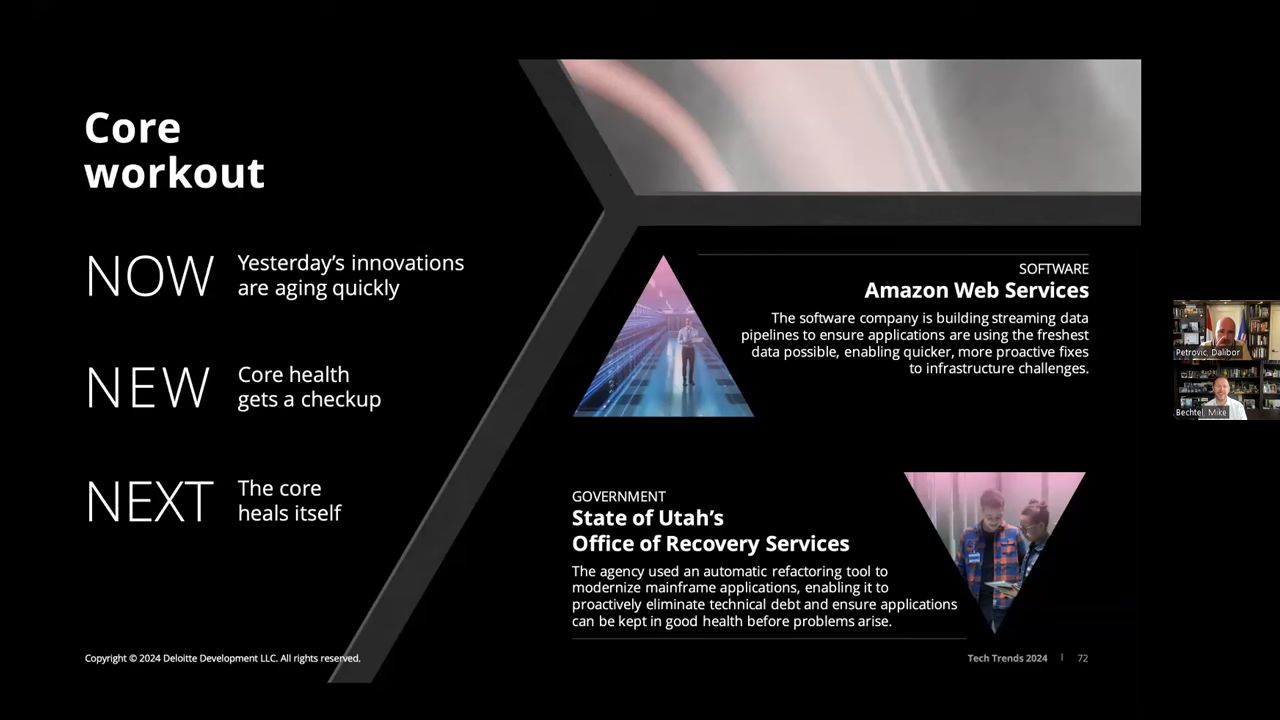 Core
workout
NOW
Yesterday's innovations
are aging quickly
NEW
Core health
gets a checkup
NEXT
The core
heals itself
SOFTWARE
Amazon Web Services
The software company is building streaming data
pipelines to ensure applications are using the freshest
data possible, enabling quicker, more proactive fixes
to infrastructure challenges.
GOVERNMENT
State of Utah's
Office of Recovery Services
The agency used an automatic refactoring tool to
modernize mainframe applications, enabling it to
proactively eliminate technical debt and ensure applications
can be kept in good health before problems arise.
Copyright © 2024 Deloitte Development LLC. All rights reserved.
Tech Trends 2024 | 72
Petrovic, Dalibor
Bechtel, Mike